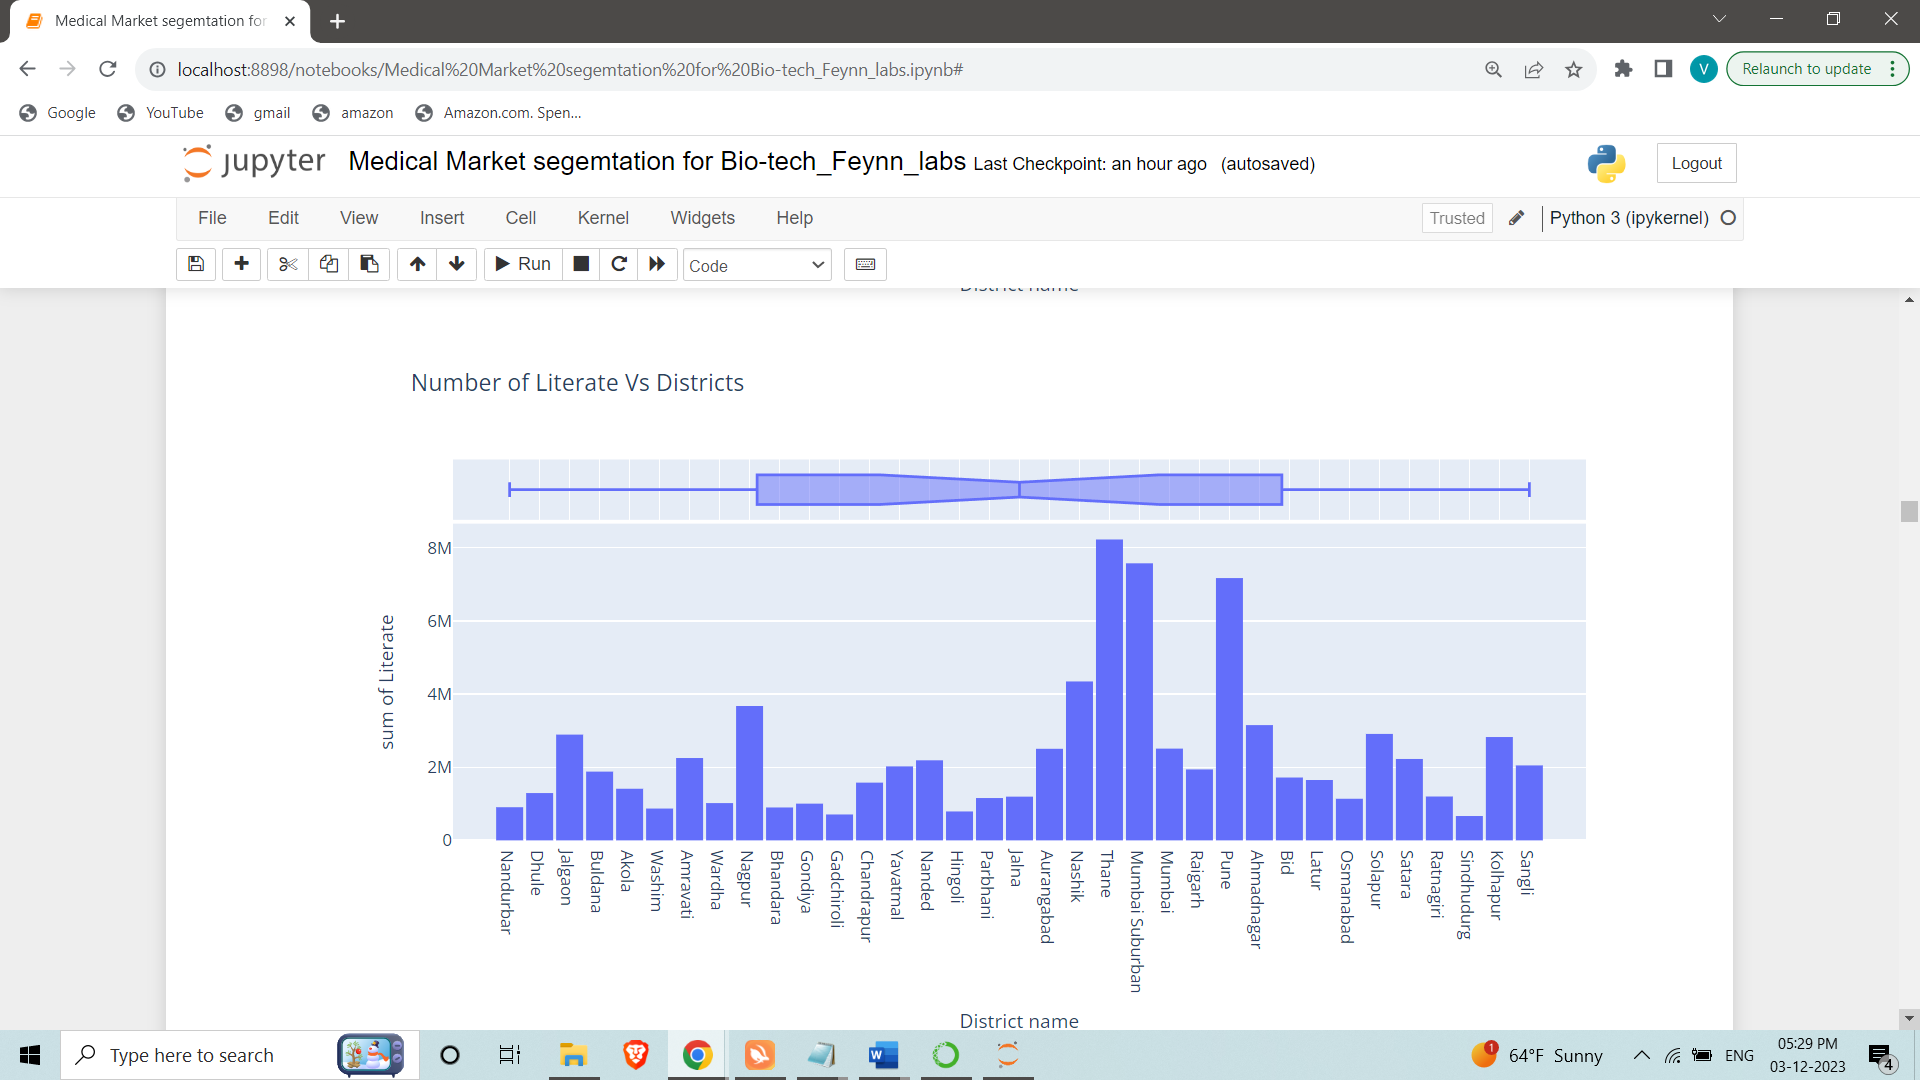 Medical Market segemtation for
localhost:8898/notebooks/Medical%20Market%20segemtation%20for%20Bio-tech_Feynn_labs.ipynb#
V
Relaunch to update
Google YouTube gmail amazon Amazon.com. Spen...
jupyter Medical Market segemtation for Bio-tech_Feynn_labs Last Checkpoint: an hour ago (autosaved)
Logout
File Edit View Insert Cell Kernel Widgets Help
Trusted Python 3 (ipykernel)
Run Code
District name
Number of Literate Vs Districts
8M
6M
4M
2M
0
sum of Literate
Nandurbar
Dhule
Jalgaon
Buldana
Akola
Washim
Amravati
Wardha
Nagpur
Bhandara
Gondiya
Gadchiroli
Chandrapur
Yavatmal
Nanded
Hingoli
Parbhani
Jalna
Aurangabad
Nashik
Thane
Mumbai Suburban
Mumbai
Raigarh
Pune
Ahmadnagar
Bid
Latur
Osmanabad
Solapur
Satara
Ratnagiri
Sindhudurg
Kolhapur
Sangli
District name
Type here to search
W
1
64°F Sunny
ENG
05:29 PM
03-12-2023
4